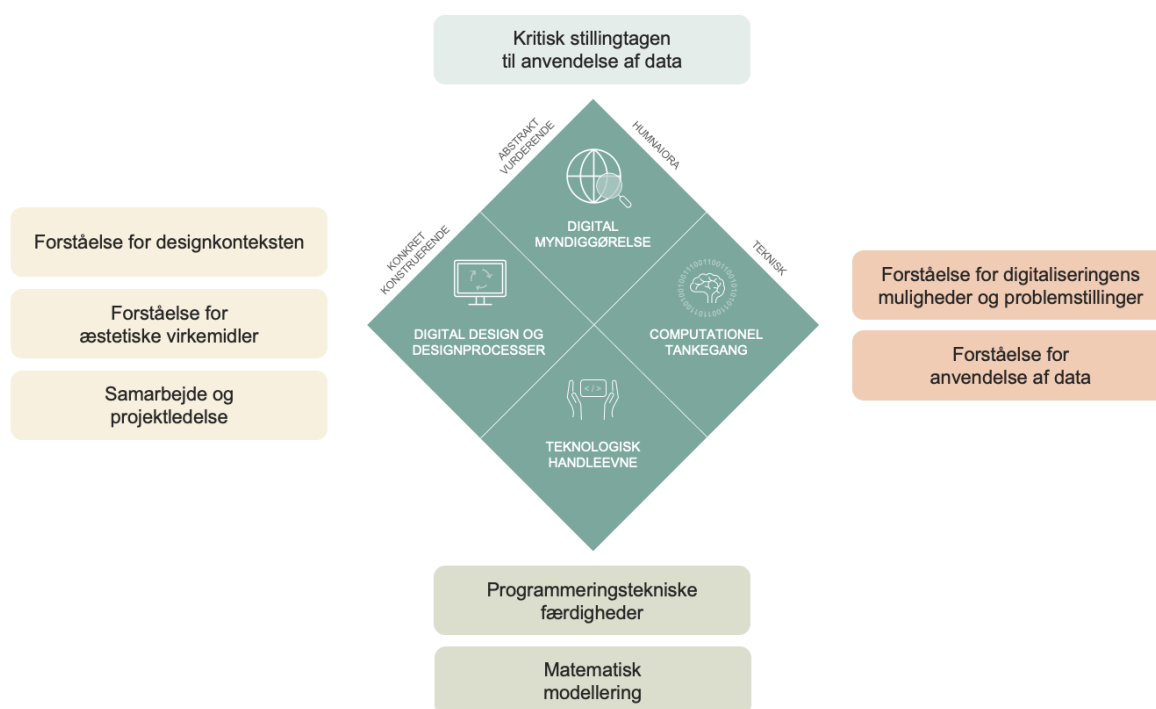 Kritisk stillingtagen
til anvendelse af data
ABSTRAKT
VURDERENDE
HUMNAIORA
DIGITAL
MYNDIGGØRELSE
KONKRET
KONSTRUERENDE
TEKNISK
Forståelse for designkonteksten
Forståelse for
æstetiske virkemidler
Samarbejde og
projektledelse
DIGITAL DESIGN OG
DESIGNPROCESSER
COMPUTATIONEL
TANKEGANG
Forståelse for digitaliseringens
muligheder og problemstillinger
Forståelse for
anvendelse af data
< / >
TEKNOLOGISK
HANDLEEVNE
Programmeringstekniske
færdigheder
Matematisk
modellering